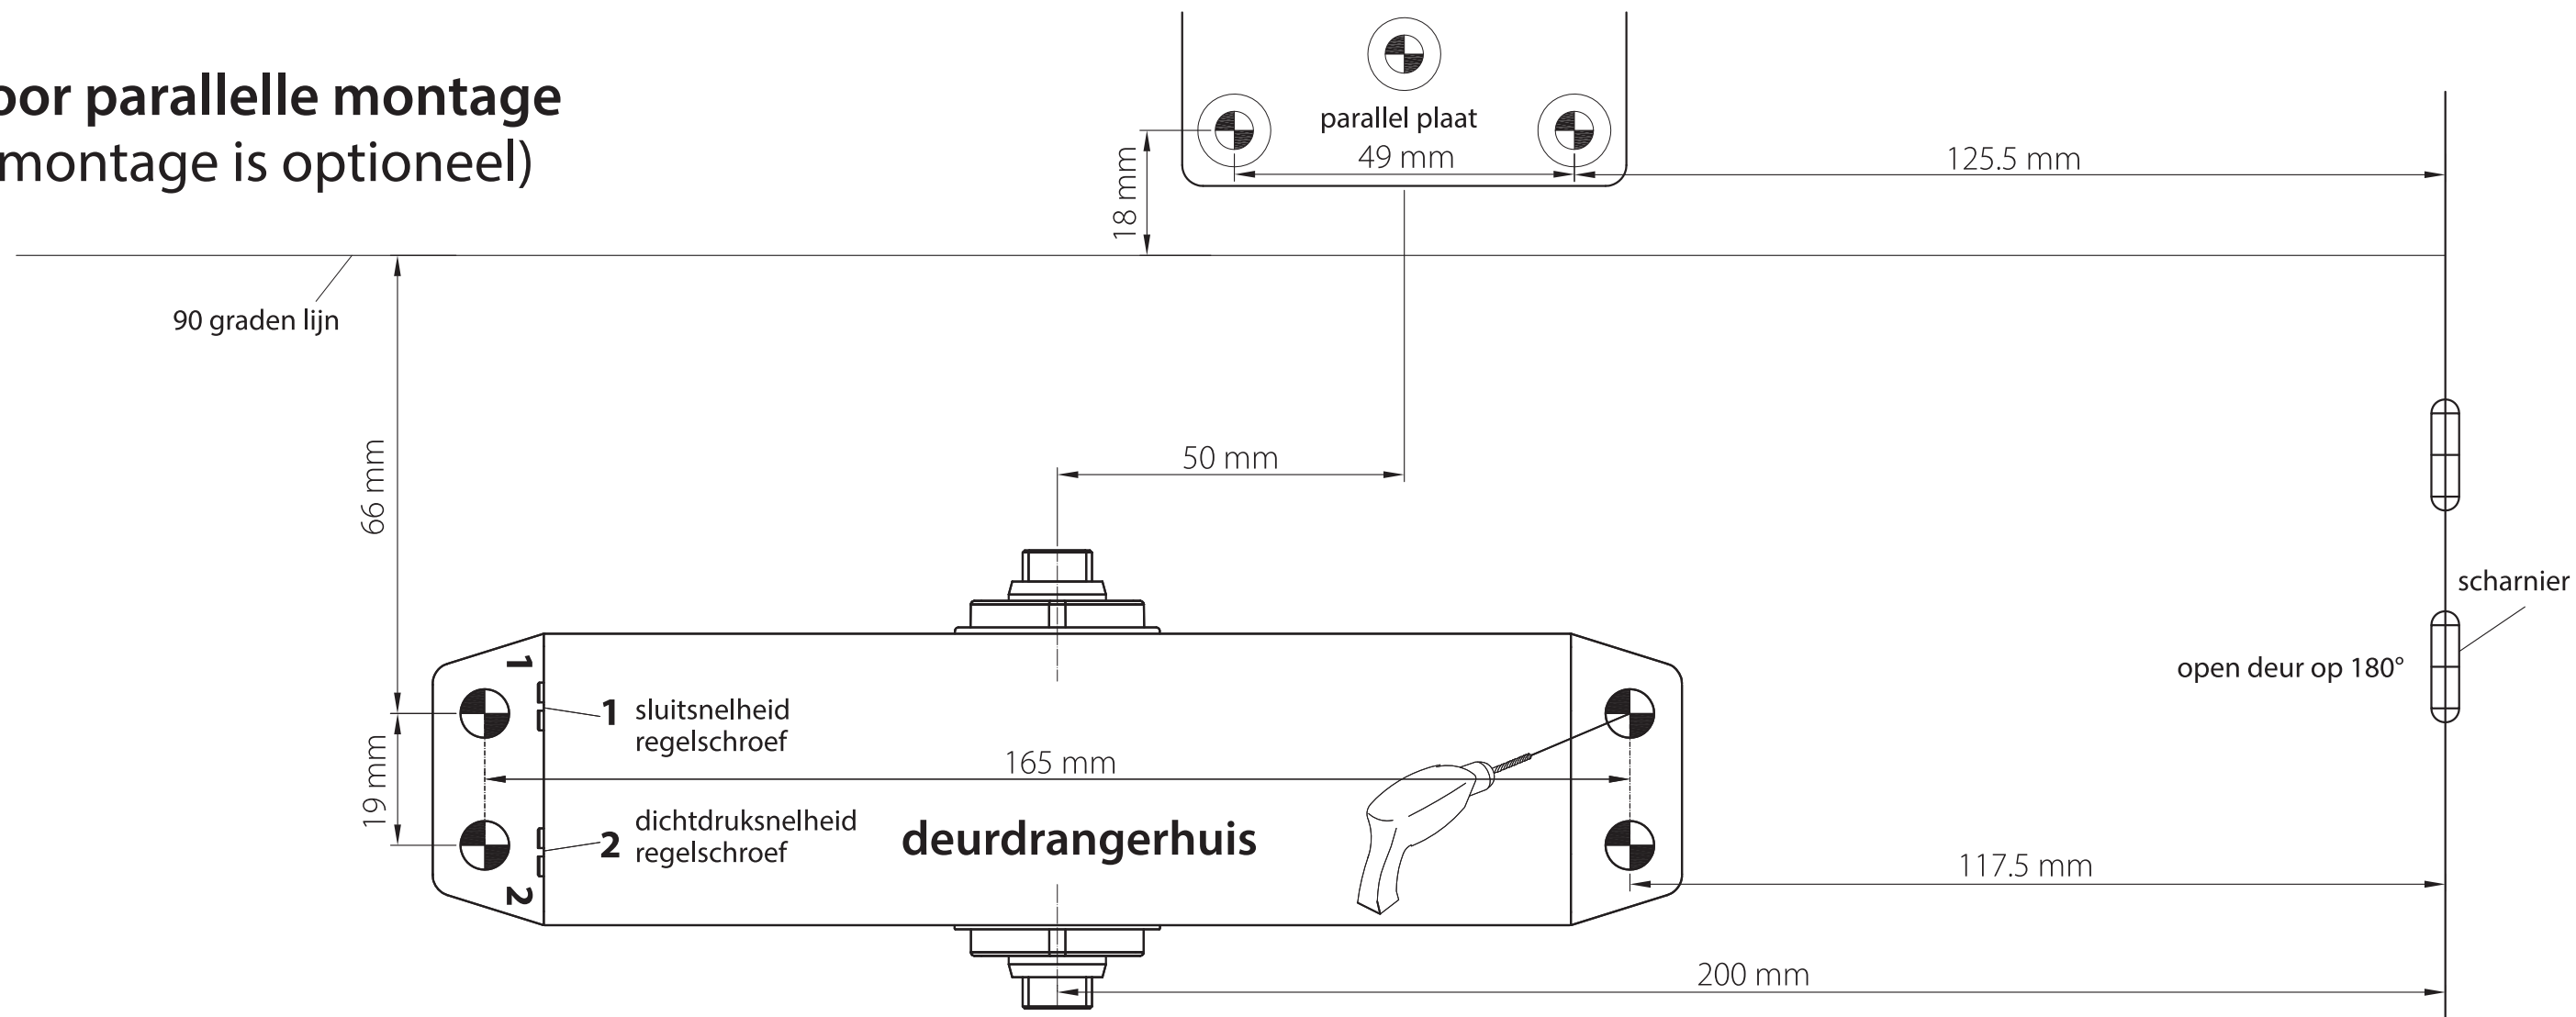 oor parallelle montage
montage is optioneel)
parallel plaat
49 mm
125.5 mm
18 mm
90 graden lijn
66 mm
50 mm
scharnier
open deur op 180°
1
1 sluitsnelheid
regelschroef
165 mm
19 mm
2 dichtdruksnelheid
regelschroef
deurdrangerhuis
2
117.5 mm
200 mm